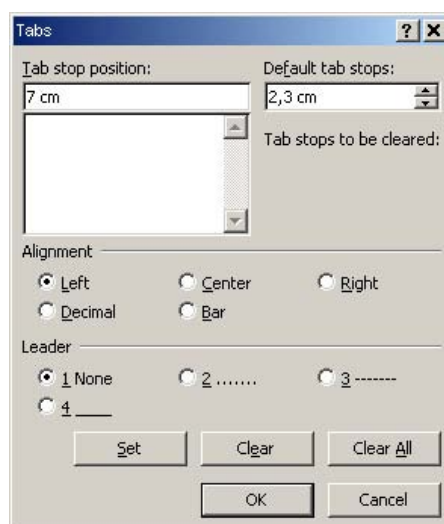 Tabs
Tab stop position: Default tab stops:
7 cm 2,3 cm
Tab stops to be cleared:
Alignment
Left Center Right
Decimal Bar
Leader
1 None 2 ....... 3 -------
4 ____
Set Clear Clear All
OK Cancel